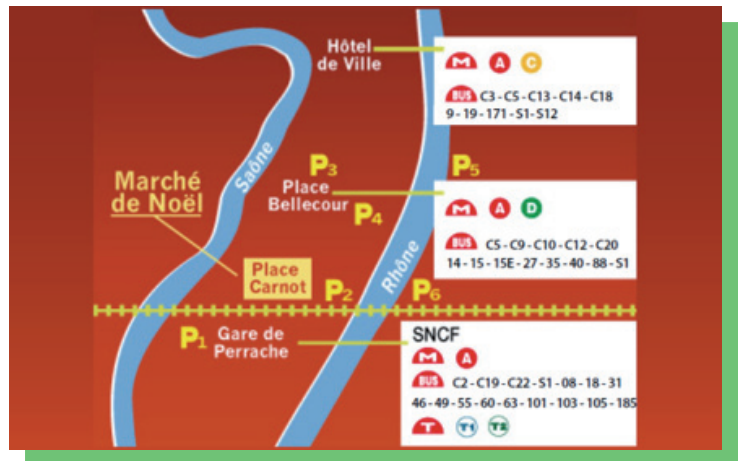 Hôtel
de Ville
M A C
BUS C3 - C5 - C13 - C14 - C18
9 - 19 - 171 - S1 - S12
Saône
P3
P5
Marché
de Noël
Place
Bellecour
P4
M A D
BUS C5 - C9 - C10 - C12 - C20
14 - 15 - 15E - 27 - 35 - 40 - 88 - S1
Rhône
Place
Carnot
P2
P6
P1
Gare de
Perrache
SNCF
M A
BUS C2 - C19 - C22 - S1 - 08 - 18 - 31
46 - 49 - 55 - 60 - 63 - 101 - 103 - 105 - 185
T T1 T2